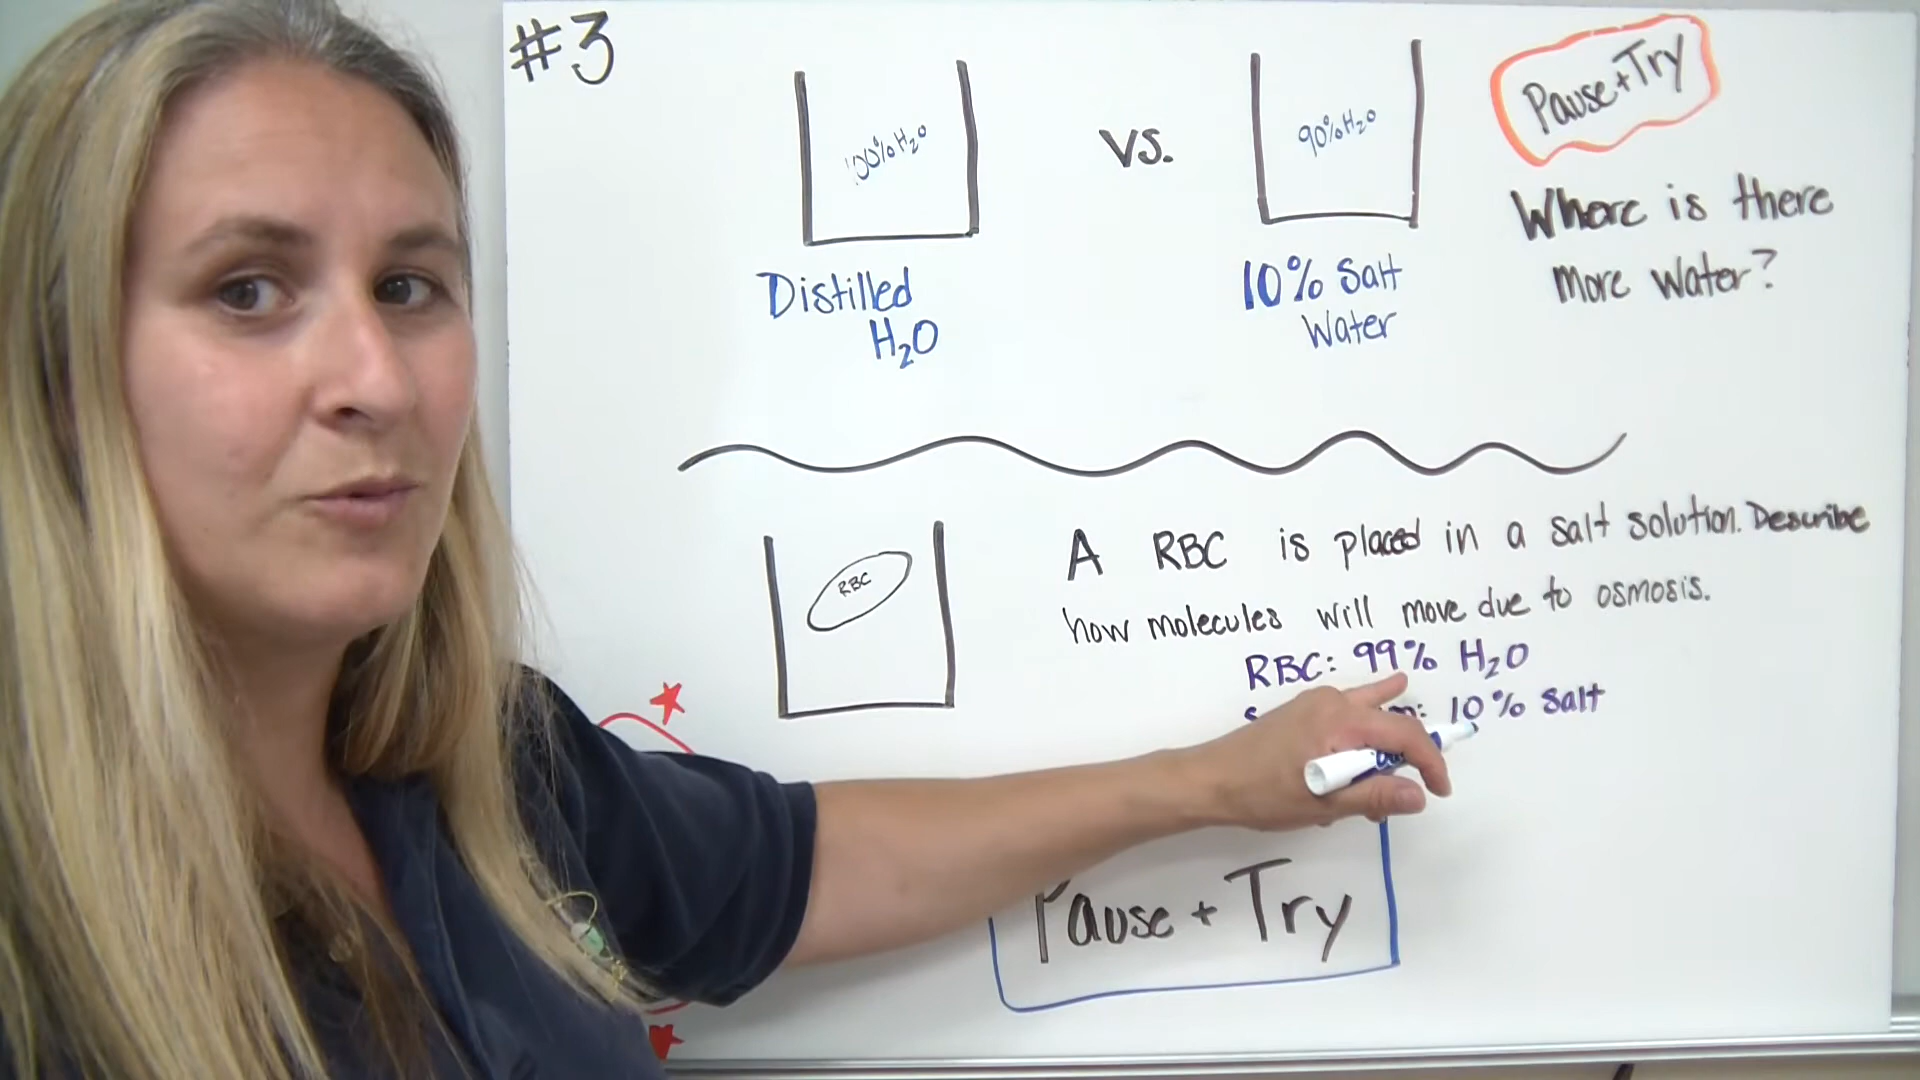 #3
100% H₂O
vs.
90% H₂O
Pause + Try
Where is there
more water?
Distilled
H₂O
10% Salt
Water
RBC
A RBC is placed in a salt solution. Describe
how molecules will move due to osmosis.
RBC: 99% H₂O
10% Salt
Pause + Try